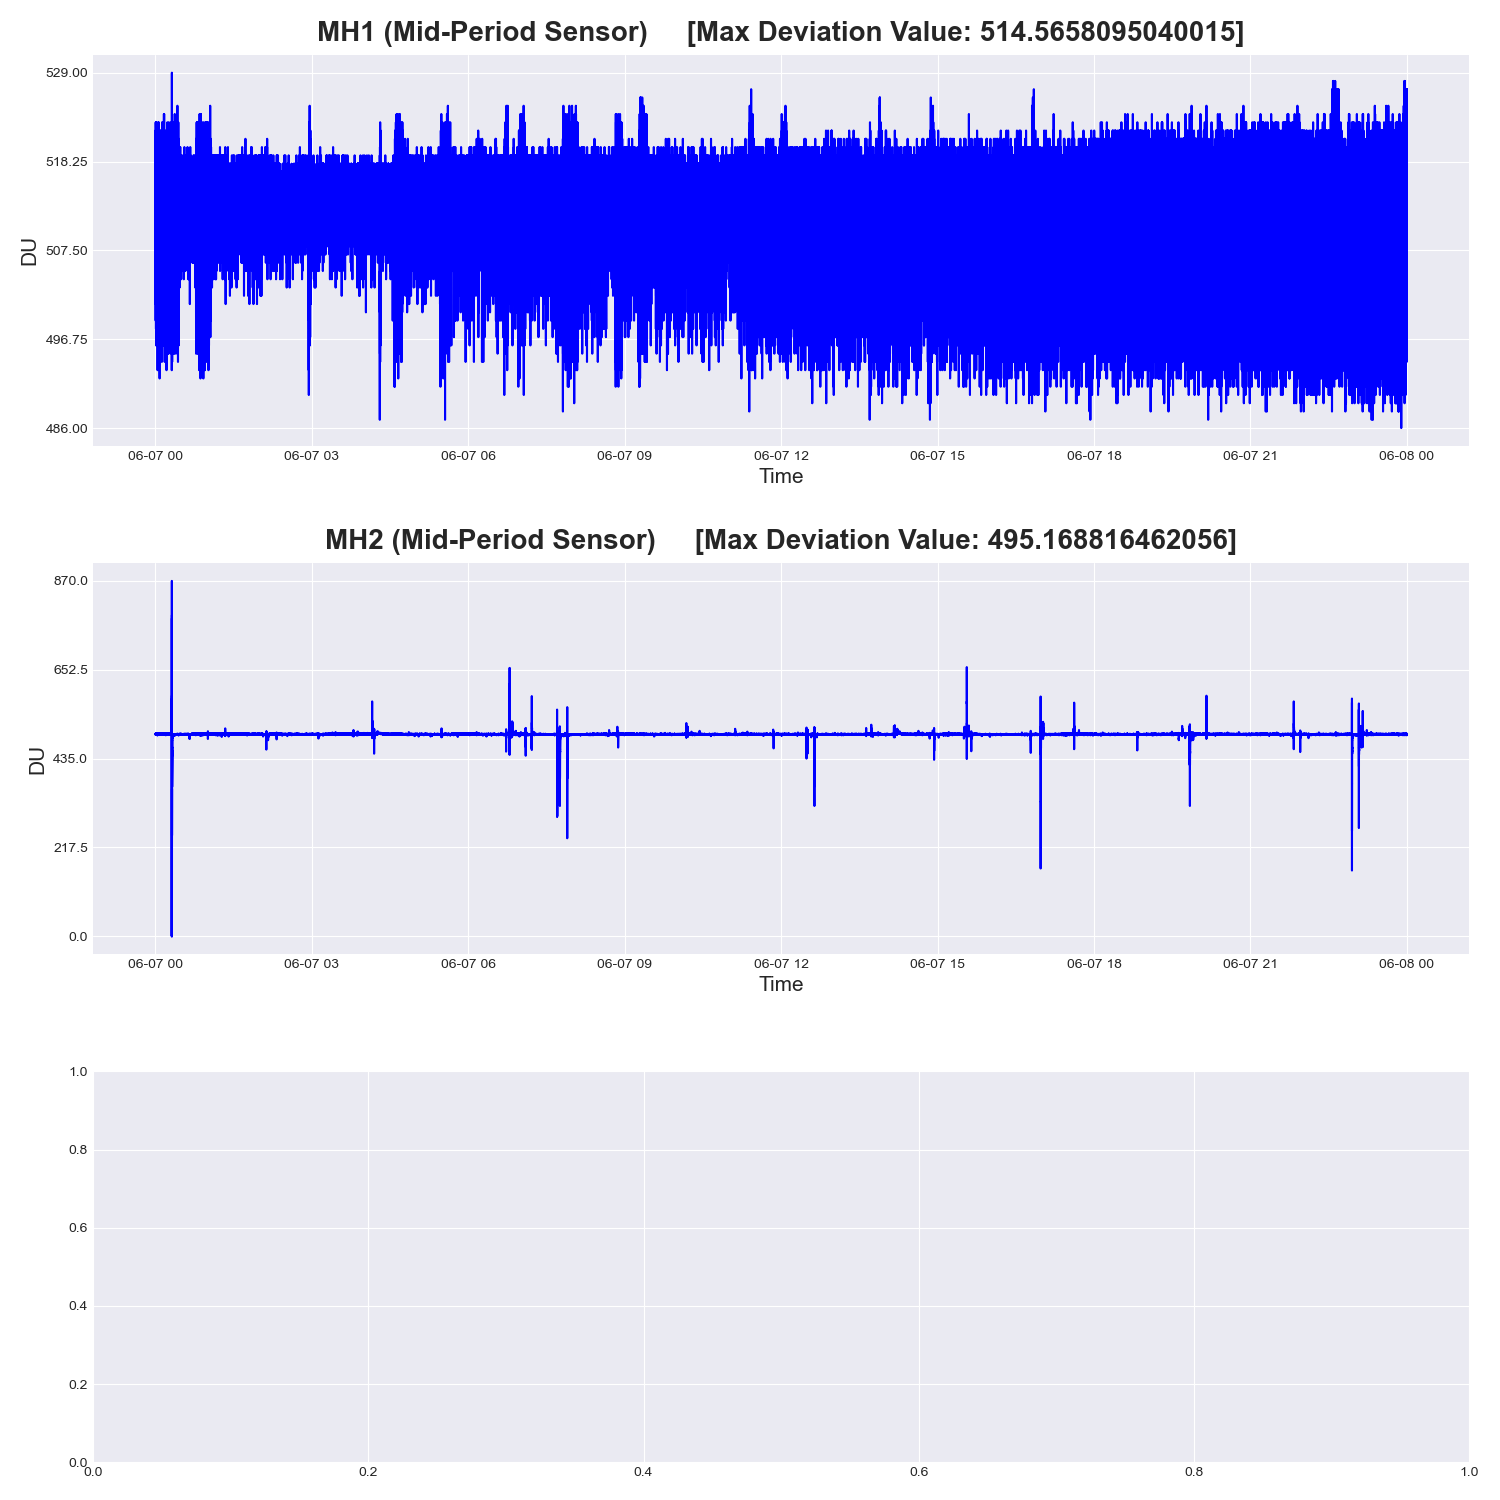 MH1 (Mid-Period Sensor) [Max Deviation Value: 514.5658095040015]
529.00
518.25
507.50
496.75
486.00
DU
06-07 00 06-07 03 06-07 06 06-07 09 06-07 12 06-07 15 06-07 18 06-07 21 06-08 00
Time
MH2 (Mid-Period Sensor) [Max Deviation Value: 495.168816462056]
870.0
652.5
435.0
217.5
0.0
DU
06-07 00 06-07 03 06-07 06 06-07 09 06-07 12 06-07 15 06-07 18 06-07 21 06-08 00
Time
1.0
0.8
0.6
0.4
0.2
0.0
0.0 0.2 0.4 0.6 0.8 1.0